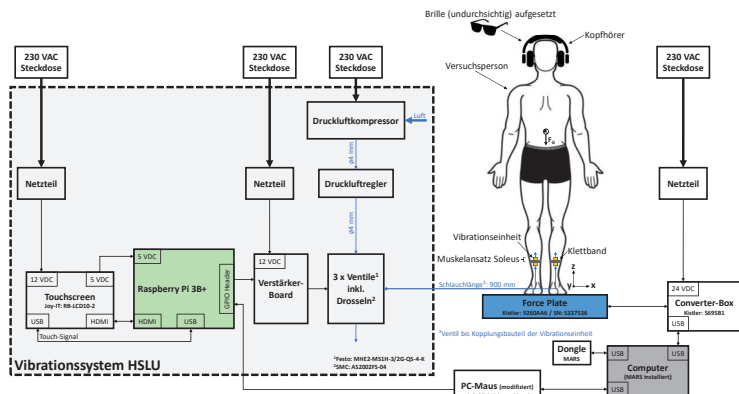 Brille (undurchsichtig) aufgesetzt
Kopfhörer
Versuchsperson
230 VAC
Steckdose
230 VAC
Steckdose
230 VAC
Steckdose
230 VAC
Steckdose
Druckluftkompressor
Luft
ø4 mm
Druckluftregler
ø4 mm
Netzteil
Netzteil
Netzteil
F_G
Vibrationseinheit
Klettband
Muskelansatz Soleus
z
y
x
12 VDC
5 VDC
Touchscreen
Joy-IT: RB-LCD10-2
USB
HDMI
Touch-Signal
5 VDC
Raspberry Pi 3B+
GPIO Header
HDMI
USB
12 VDC
Verstärker-
Board
3 x Ventile¹
inkl.
Drosseln²
Schlauchlänge³: 900 mm
Force Plate
Kistler: 9260AA6 / SN: 5337536
24 VDC
Converter-Box
Kistler: 5695B1
USB
³Ventil bis Kopplungsbauteil der Vibrationseinheit
Vibrationssystem HSLU
¹Festo: MHE2-MS1H-3/2G-QS-4-K
²SMC: AS2002FS-04
Dongle
MARS
USB
USB
Computer
(MARS installiert)
USB
PC-Maus (modifiziert)